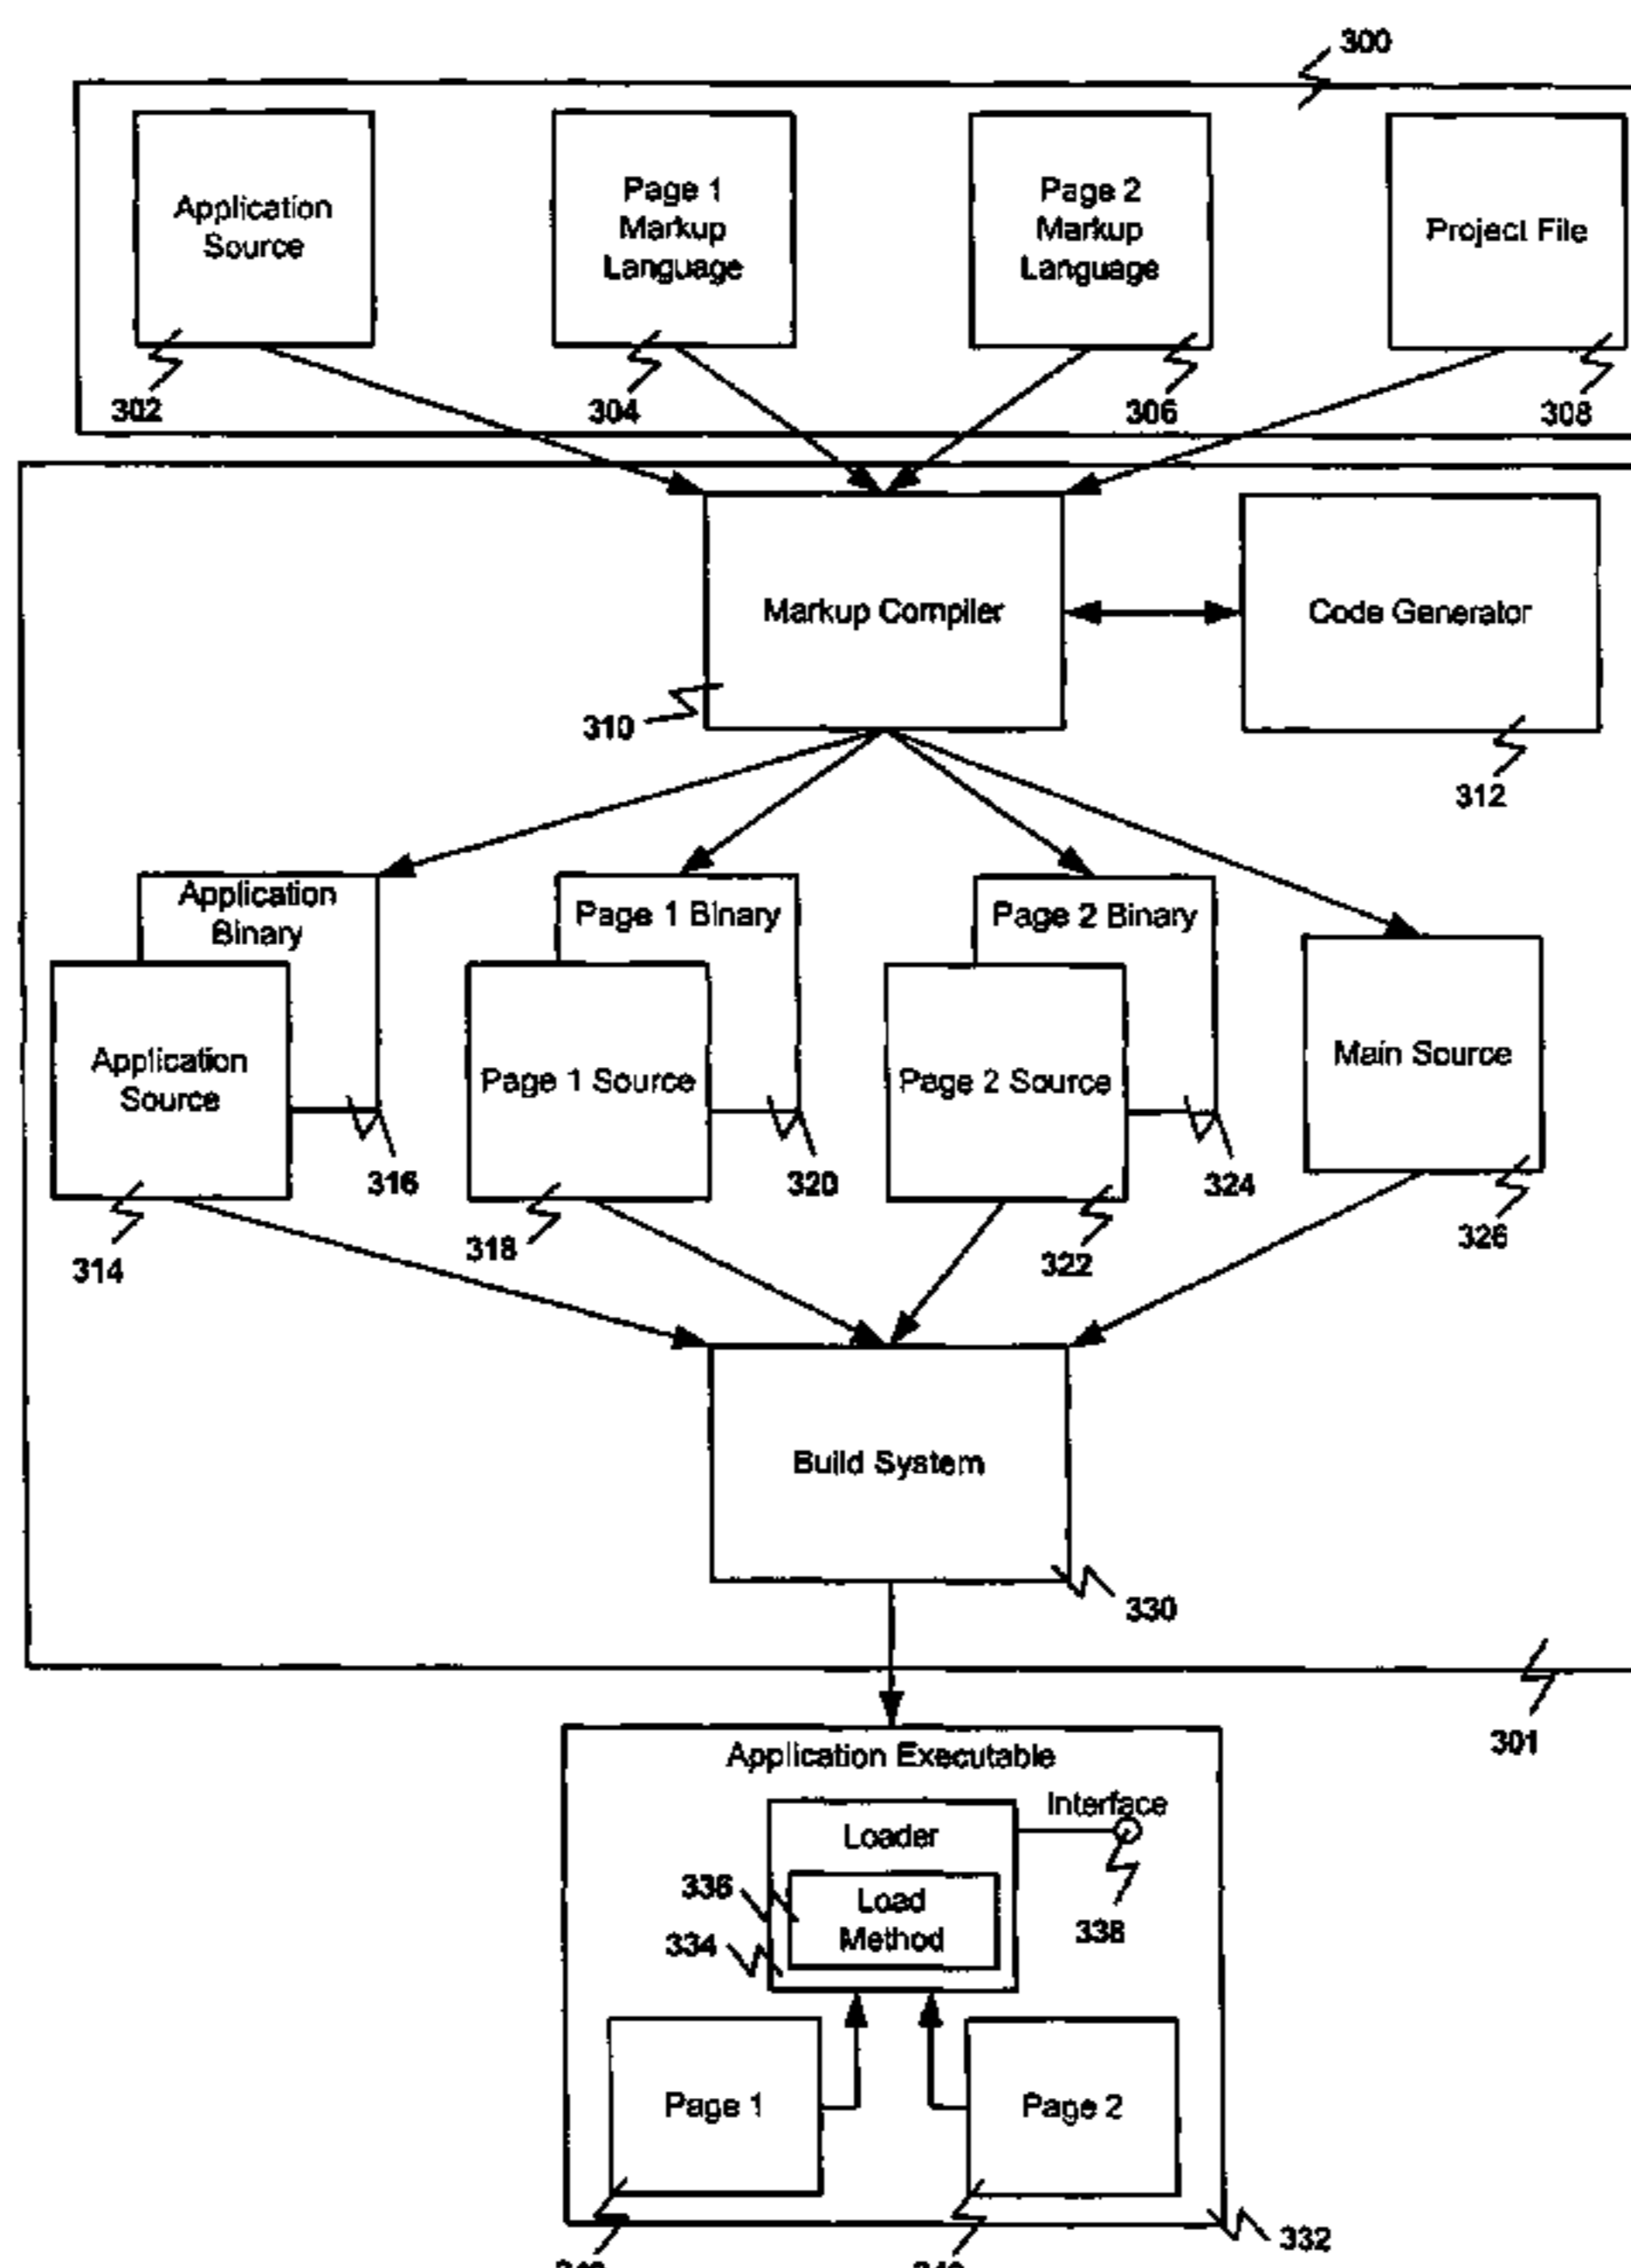 300
Application
Source
Page 1
Markup
Language
Page 2
Markup
Language
Project File
302
304
306
308
Markup Compiler
Code Generator
310
312
Application
Binary
Page 1 Binary
Page 2 Binary
Application
Source
Page 1 Source
Page 2 Source
Main Source
316
320
324
314
318
322
326
Build System
330
301
Application Executable
Interface
Loader
336
Load
Method
334
338
Page 1
Page 2
332